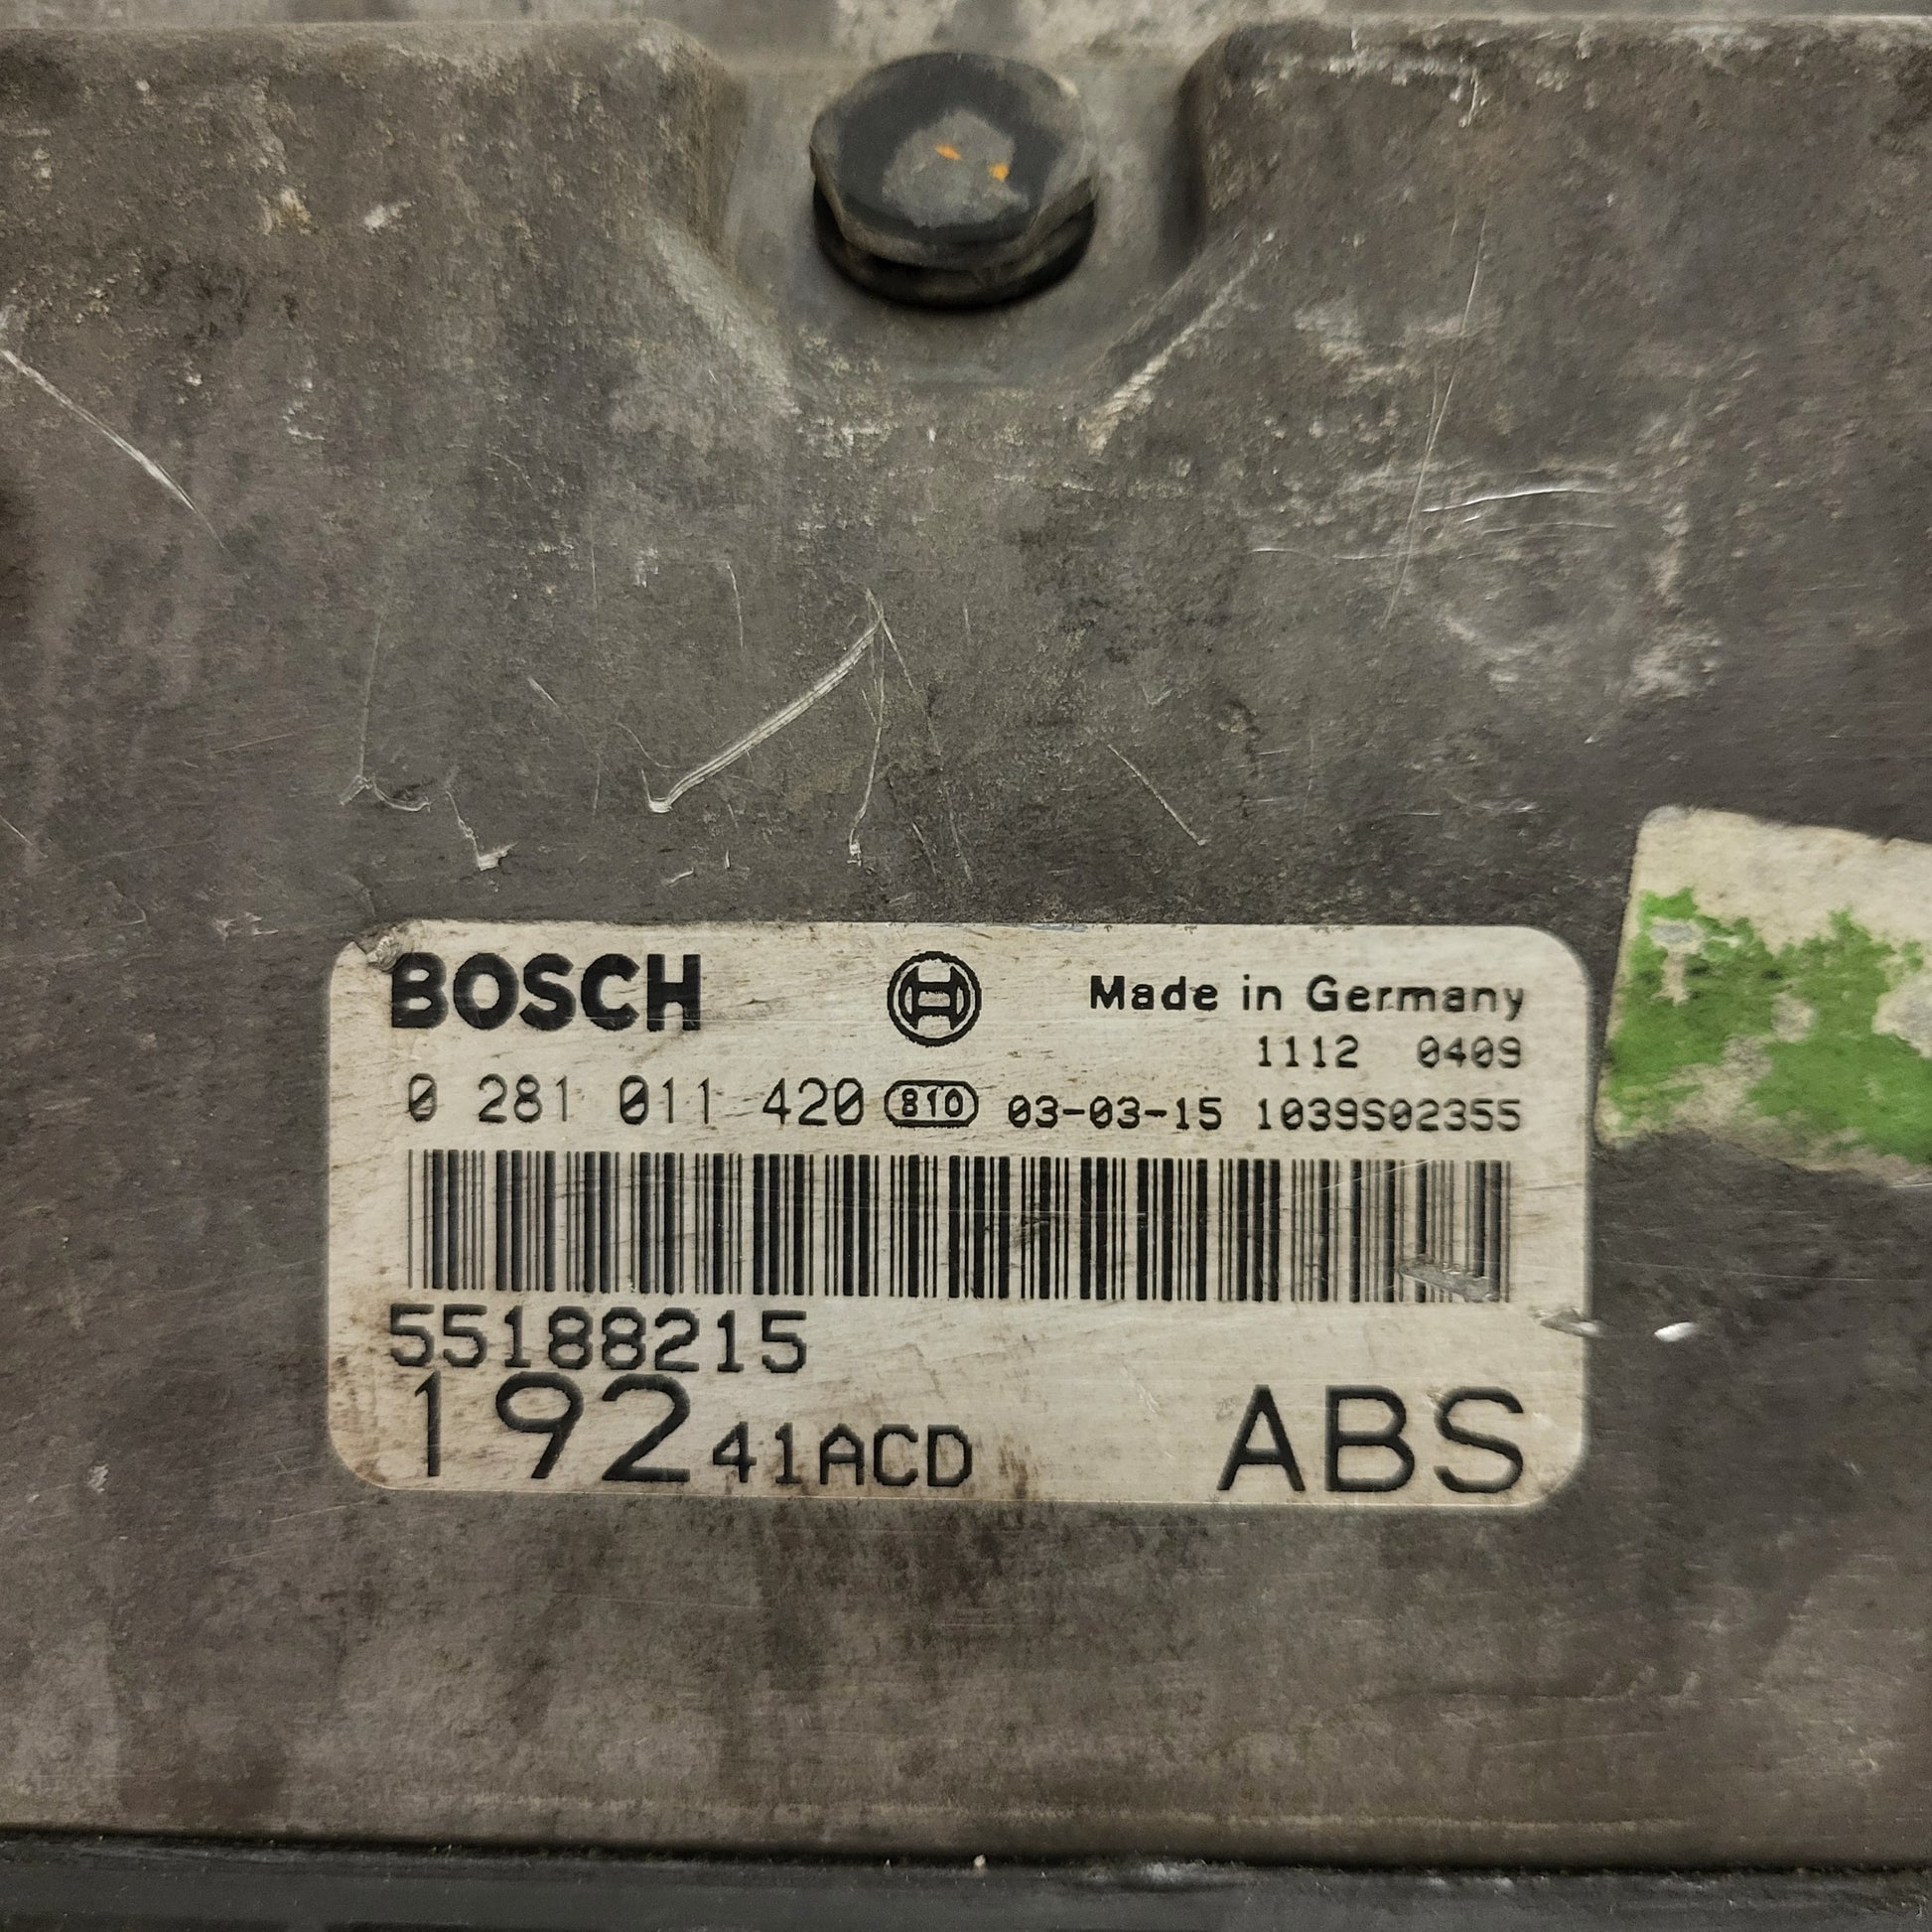 BOSCH Made in Germany
1112 0409
0 281 011 420 810 03-03-15 1039S02355
55188215
192 41ACD ABS